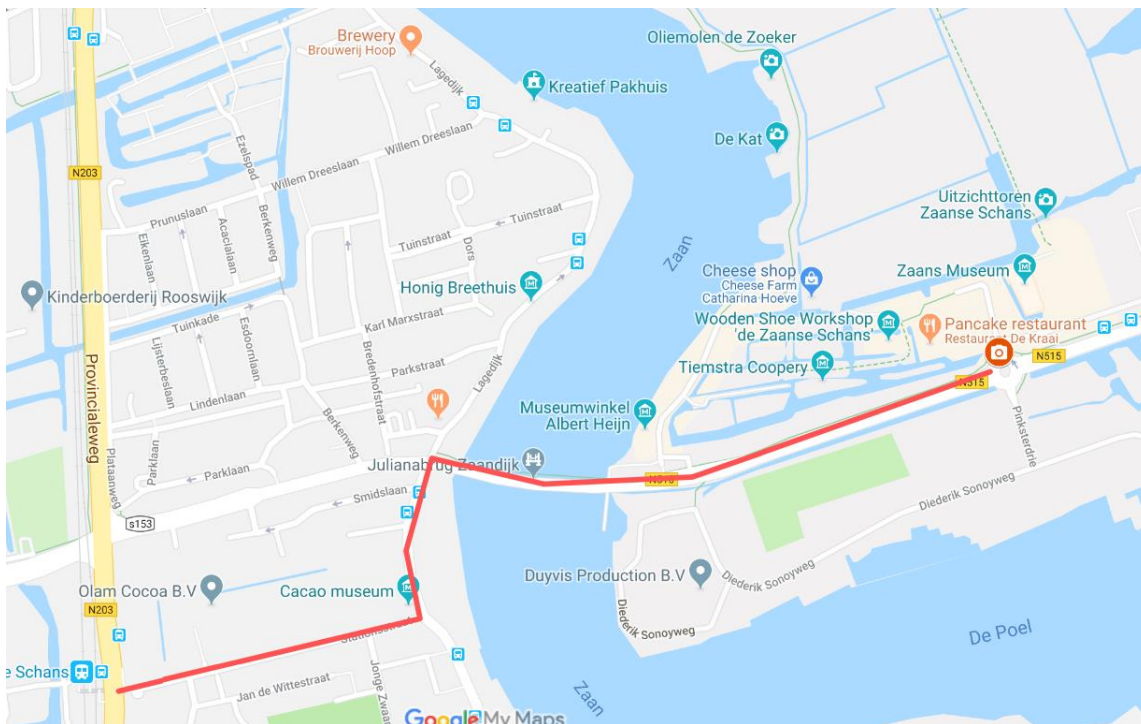 Brewery
Brouwerij Hoop
Lagedijk
Kreatief Pakhuis
Oliemolen de Zoeker
De Kat
Ezelspad
Willem Dreeslaan
Willem Dreeslaan
N203
Prunuslaan
Eikenlaan
Acacialaan
Berkenweg
Tuinstraat
Tuinstraat
Dors
Uitzichttoren
Zaanse Schans
Zaan
Kinderboerderij Rooswijk
Honig Breethuis
Cheese shop
Cheese Farm
Catharina Hoeve
Zaans Museum
Tuinkade
Karl Marxstraat
Wooden Shoe Workshop
'de Zaanse Schans'
Pancake restaurant
Restaurant De Kraai
Provincialeweg
Lijsterbeslaan
Esdoornlaan
Bredenhofstraat
Parkstraat
Lagedijk
Tiemstra Coopery
N515
N515
Lindenlaan
Berkenweg
Museumwinkel
Albert Heijn
Pinksterdrie
Plataanweg
Parklaan
Parklaan
Julianabrug Zaandijk
N515
Smidslaan
s153
Diederik Sonoyweg
Olam Cocoa B.V
Cacao museum
Duyvis Production B.V
Diederik Sonoyweg
N203
Stationsstraat
Diederik Sonoyweg
Diederik Sonoyweg
De Poel
e Schans
Jan de Wittestraat
Jonge Zwaan
Zaan
Google My Maps